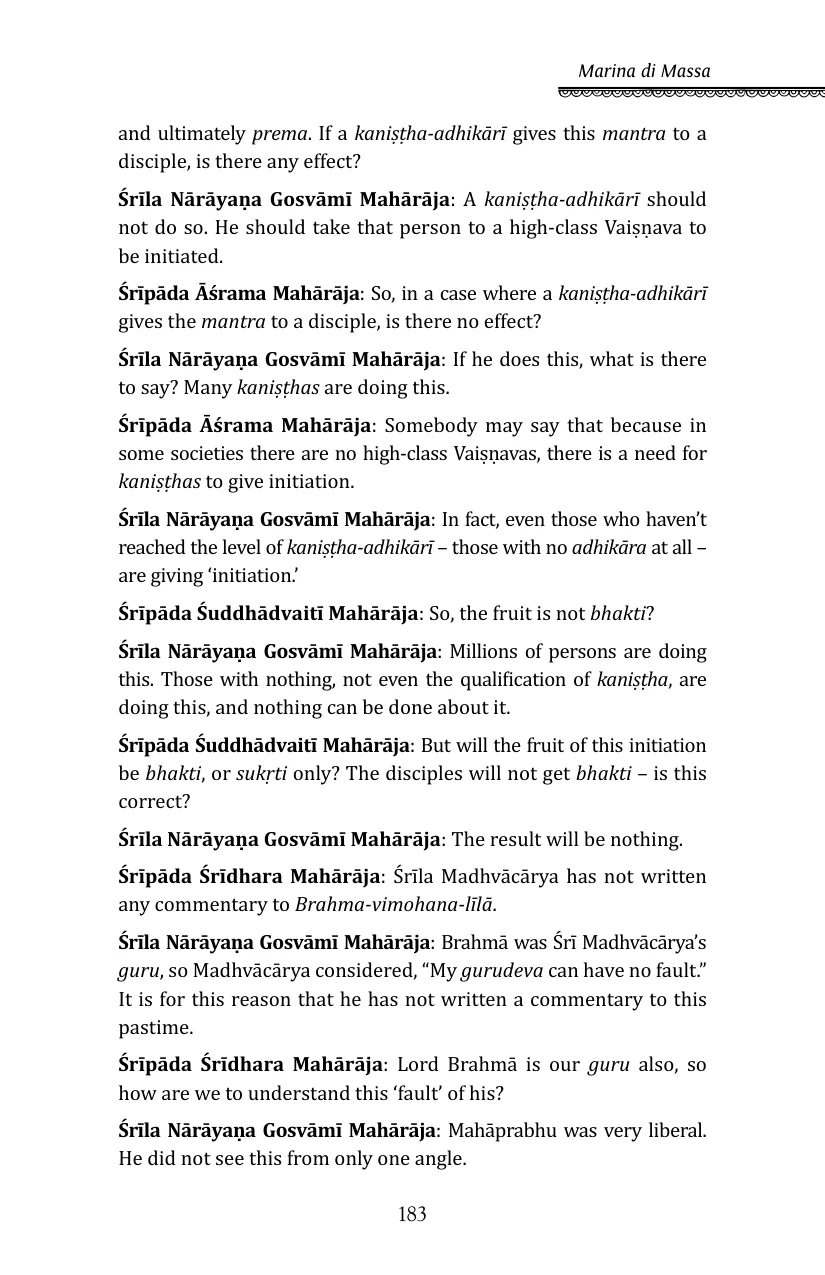 Marina di Massa
and ultimately prema. If a kaniṣṭha-adhikārī gives this mantra to a
disciple, is there any effect?
Śrīla Nārāyaṇa Gosvāmī Mahārāja: A kaniṣṭha-adhikārī should
not do so. He should take that person to a high-class Vaiṣṇava to
be initiated.
Śrīpāda Āśrama Mahārāja: So, in a case where a kaniṣṭha-adhikārī
gives the mantra to a disciple, is there no effect?
Śrīla Nārāyaṇa Gosvāmī Mahārāja: If he does this, what is there
to say? Many kaniṣṭhas are doing this.
Śrīpāda Āśrama Mahārāja: Somebody may say that because in
some societies there are no high-class Vaiṣṇavas, there is a need for
kaniṣṭhas to give initiation.
Śrīla Nārāyaṇa Gosvāmī Mahārāja: In fact, even those who haven’t
reached the level of kaniṣṭha-adhikārī – those with no adhikāra at all –
are giving ‘initiation.’
Śrīpāda Śuddhādvaitī Mahārāja: So, the fruit is not bhakti?
Śrīla Nārāyaṇa Gosvāmī Mahārāja: Millions of persons are doing
this. Those with nothing, not even the qualification of kaniṣṭha, are
doing this, and nothing can be done about it.
Śrīpāda Śuddhādvaitī Mahārāja: But will the fruit of this initiation
be bhakti, or sukṛti only? The disciples will not get bhakti – is this
correct?
Śrīla Nārāyaṇa Gosvāmī Mahārāja: The result will be nothing.
Śrīpāda Śrīdhara Mahārāja: Śrīla Madhvācārya has not written
any commentary to Brahma-vimohana-līlā.
Śrīla Nārāyaṇa Gosvāmī Mahārāja: Brahmā was Śrī Madhvācārya’s
guru, so Madhvācārya considered, “My gurudeva can have no fault.”
It is for this reason that he has not written a commentary to this
pastime.
Śrīpāda Śrīdhara Mahārāja: Lord Brahmā is our guru also, so
how are we to understand this ‘fault’ of his?
Śrīla Nārāyaṇa Gosvāmī Mahārāja: Mahāprabhu was very liberal.
He did not see this from only one angle.
183